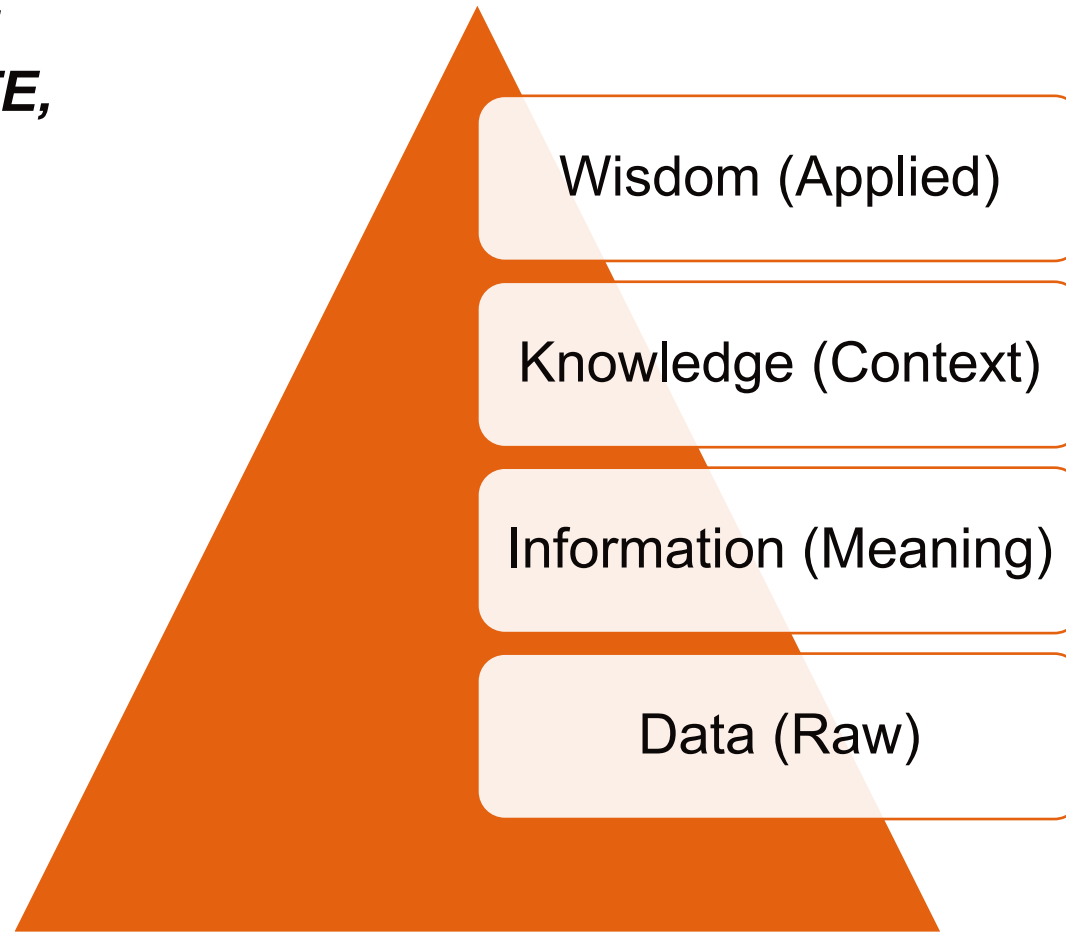 Wisdom (Applied)
Knowledge (Context)
Information (Meaning)
Data (Raw)